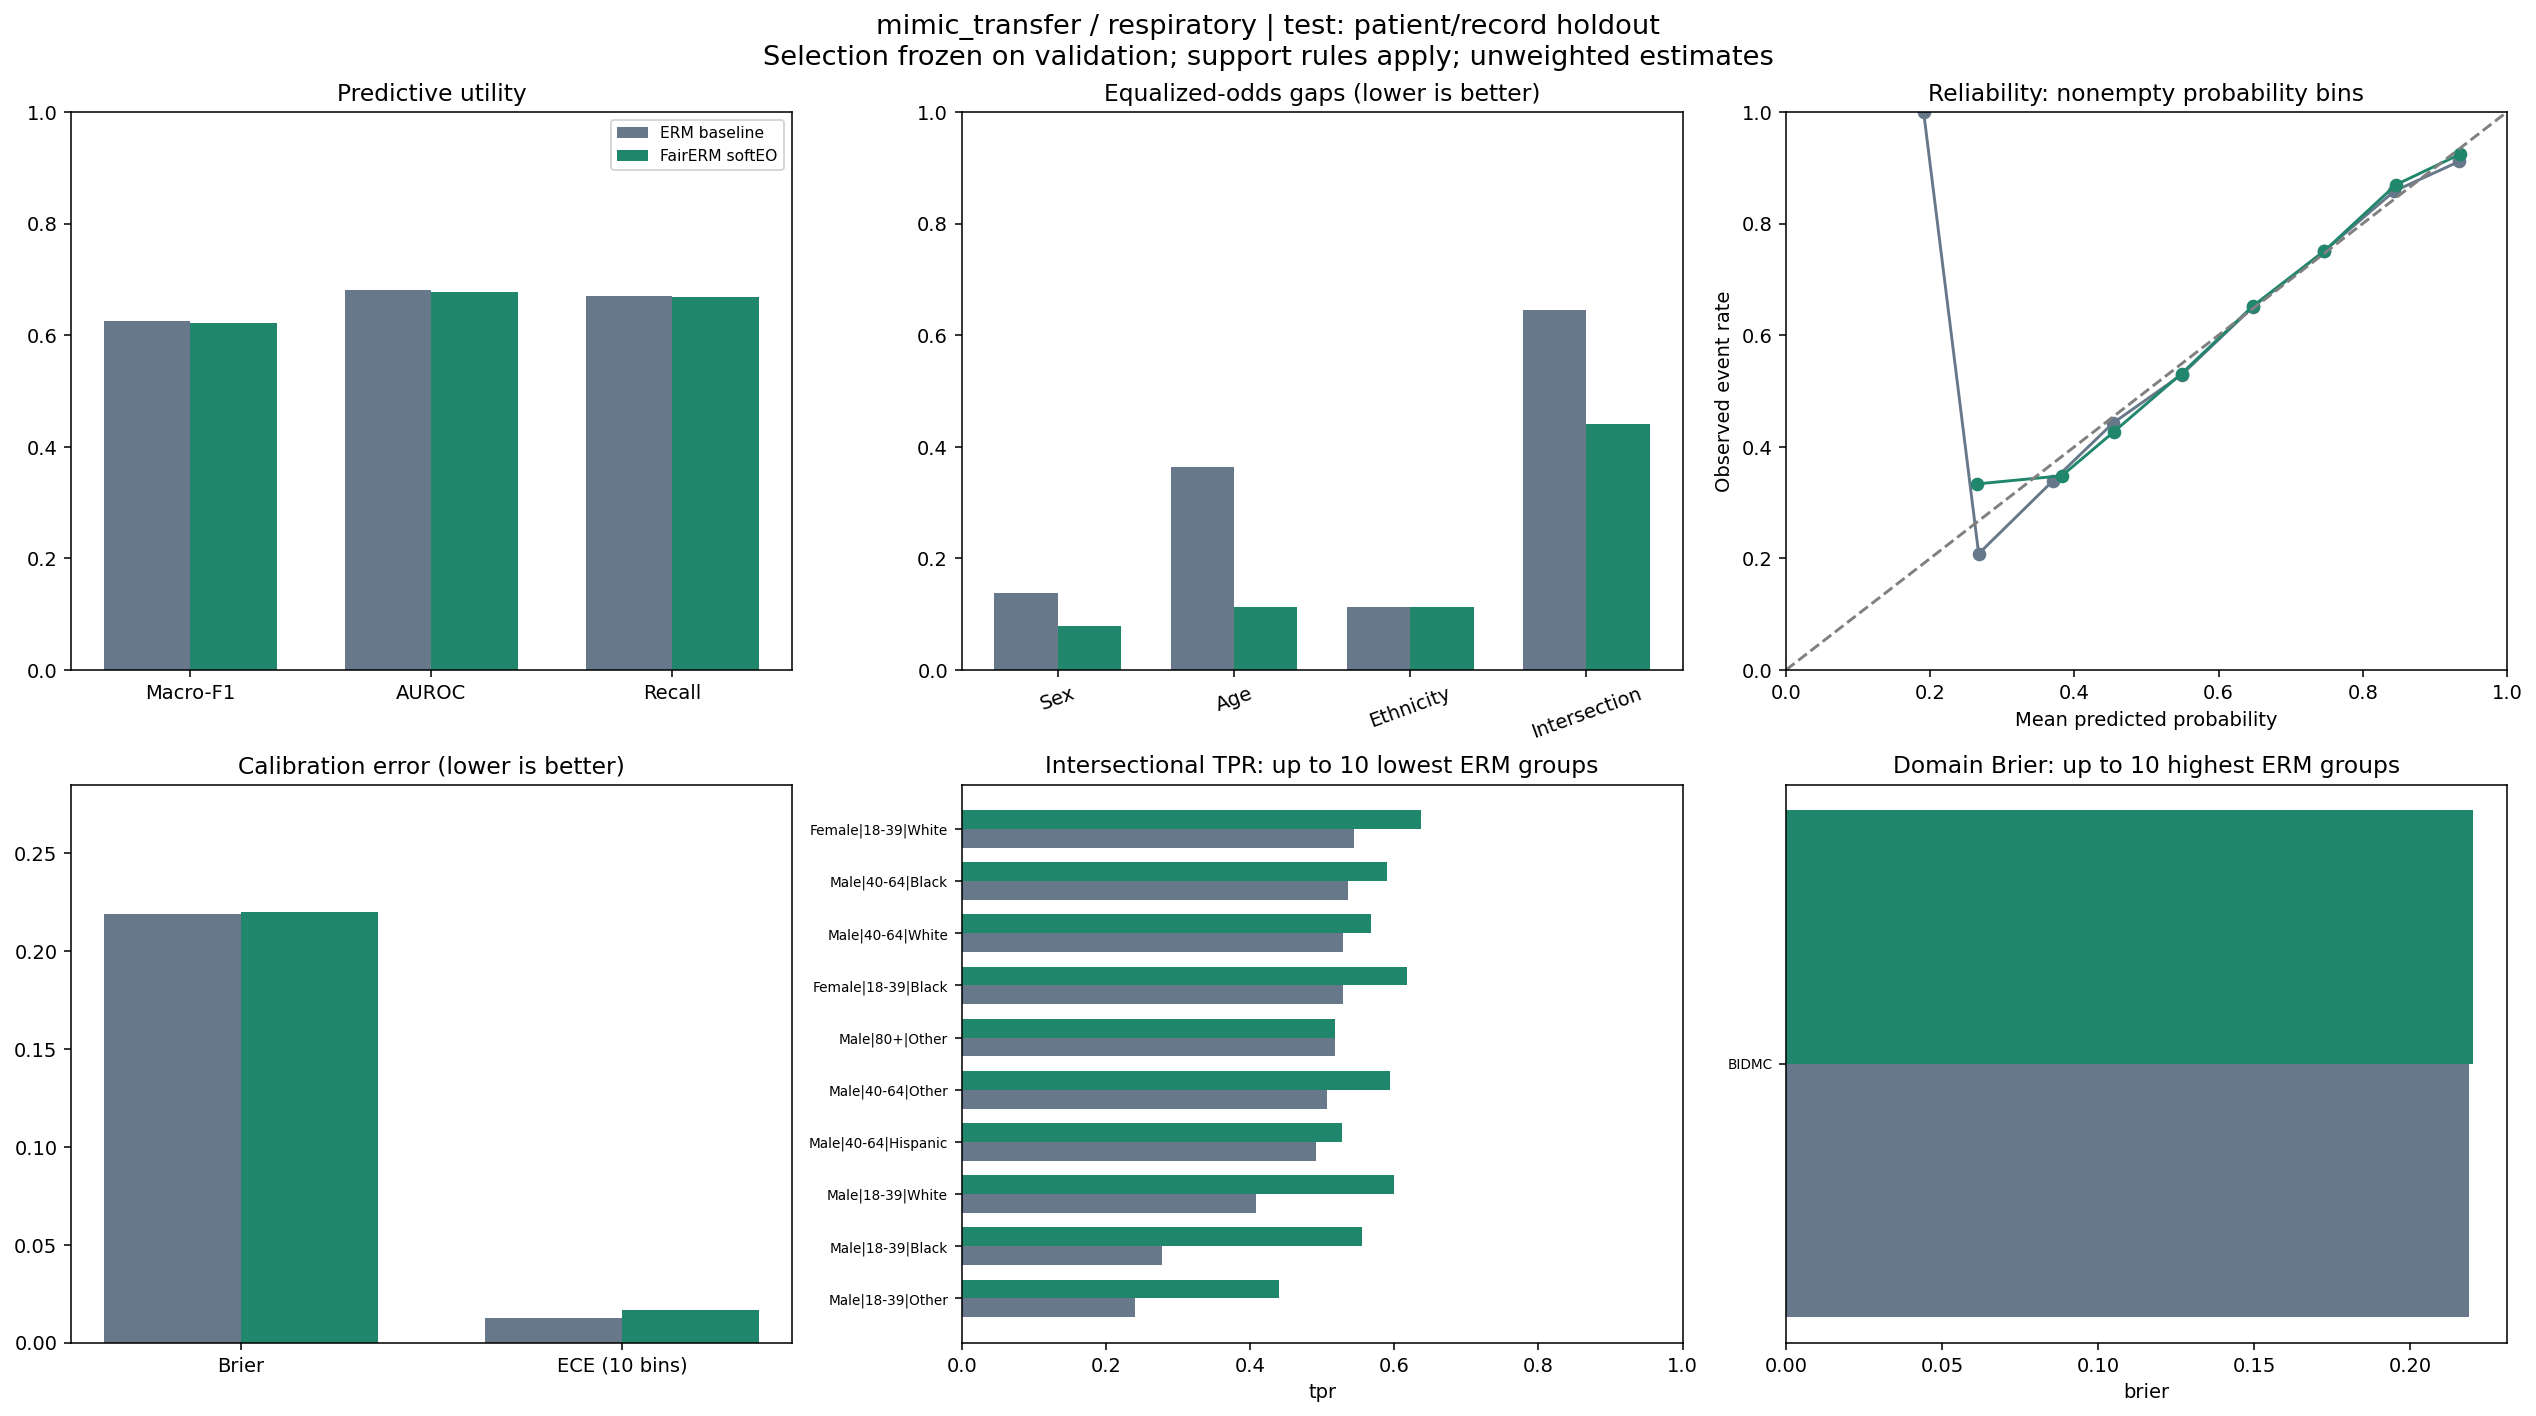 mimic_transfer / respiratory | test: patient/record holdout
Selection frozen on validation; support rules apply; unweighted estimates
Predictive utility
1.0
0.8
0.6
0.4
0.2
0.0
ERM baseline
FairERM softEO
Macro-F1
AUROC
Recall
Equalized-odds gaps (lower is better)
1.0
0.8
0.6
0.4
0.2
0.0
Sex
Age
Ethnicity
Intersection
Reliability: nonempty probability bins
Observed event rate
1.0
0.8
0.6
0.4
0.2
0.0
0.0
0.2
0.4
0.6
0.8
1.0
Mean predicted probability
Calibration error (lower is better)
0.25
0.20
0.15
0.10
0.05
0.00
Brier
ECE (10 bins)
Intersectional TPR: up to 10 lowest ERM groups
Female|18-39|White
Male|40-64|Black
Male|40-64|White
Female|18-39|Black
Male|80+|Other
Male|40-64|Other
Male|40-64|Hispanic
Male|18-39|White
Male|18-39|Black
Male|18-39|Other
0.0
0.2
0.4
0.6
0.8
1.0
tpr
Domain Brier: up to 10 highest ERM groups
BIDMC
0.00
0.05
0.10
0.15
0.20
brier